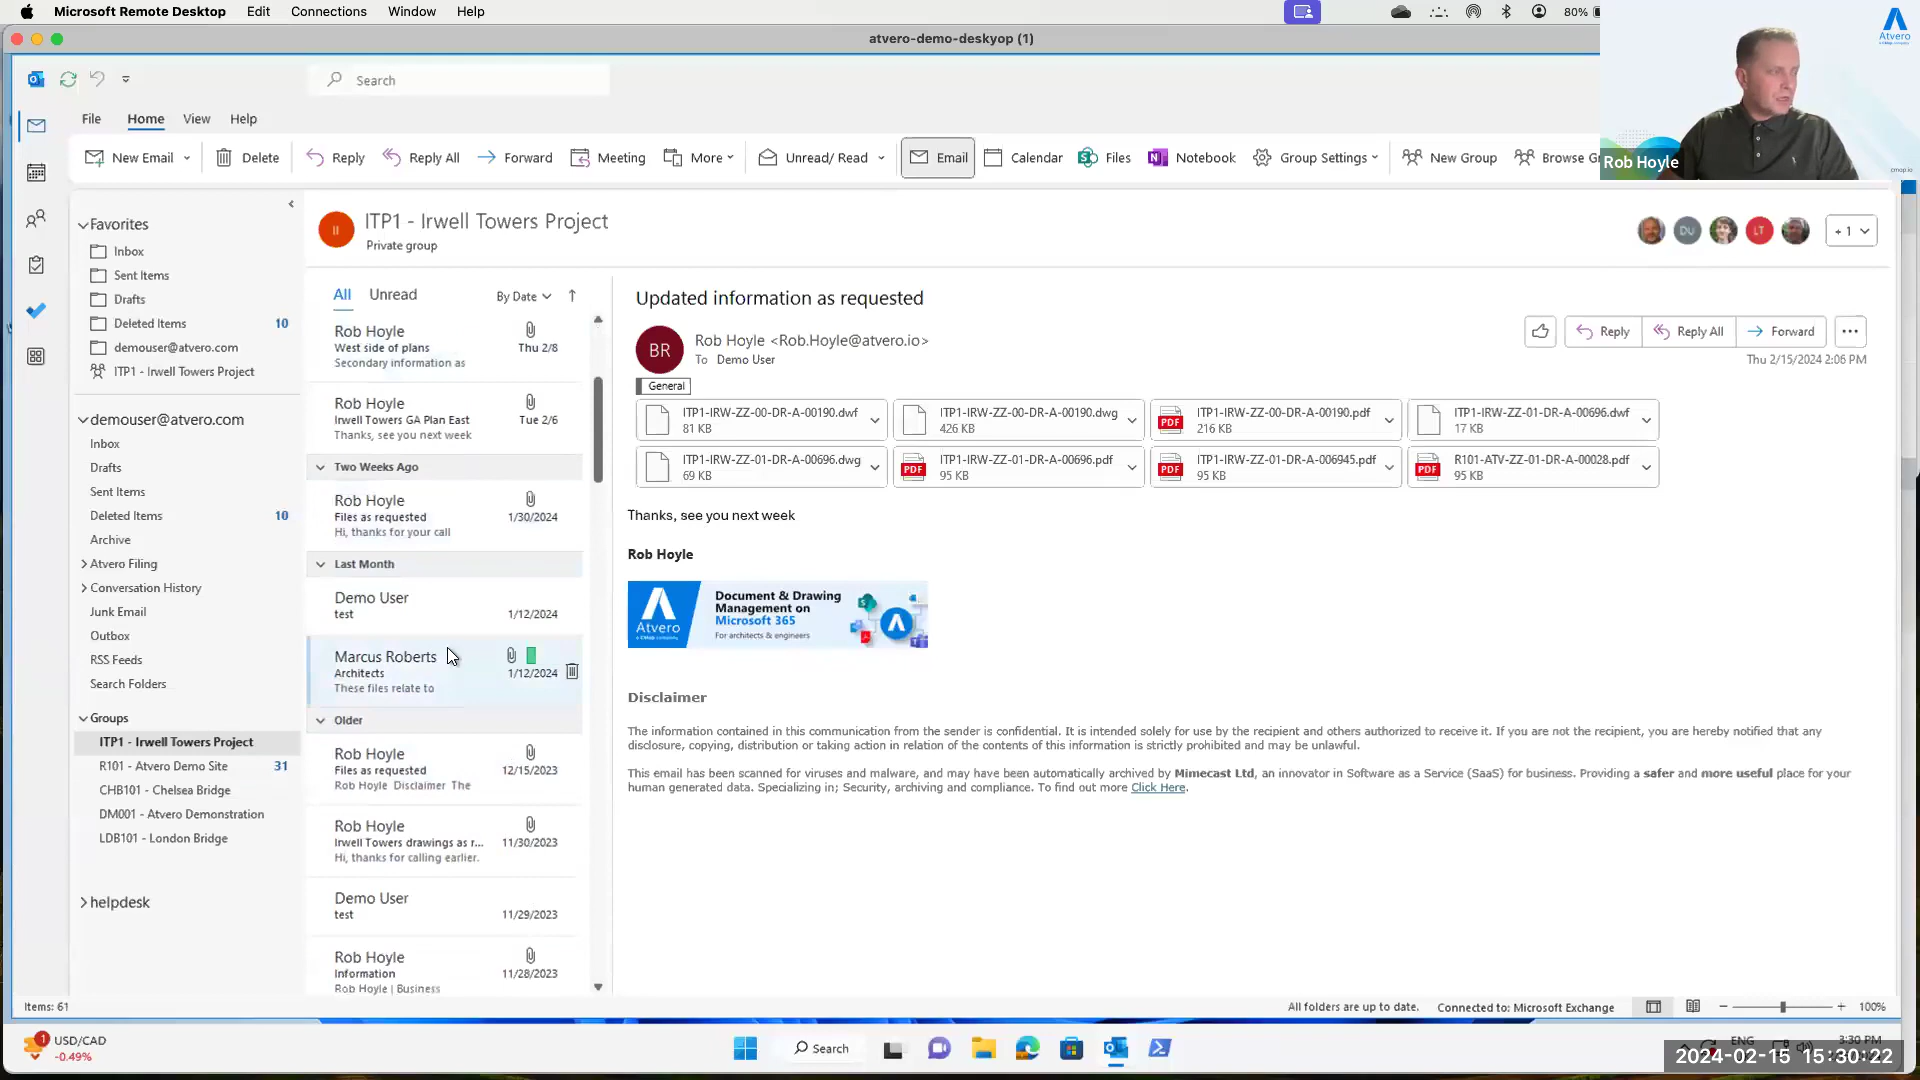 Microsoft Remote Desktop Edit Connections Window Help
80%
atvero-demo-deskyop (1)
Atvero
Search
File Home View Help
New Email Delete Reply Reply All Forward Meeting More Unread/ Read Email Calendar Files Notebook Group Settings New Group Browse Gr
Rob Hoyle
Favorites
Inbox
Sent Items
Drafts
Deleted Items 10
demouser@atvero.com
ITP1 - Irwell Towers Project
demouser@atvero.com
Inbox
Drafts
Sent Items
Deleted Items 10
Archive
Atvero Filing
Conversation History
Junk Email
Outbox
RSS Feeds
Search Folders
Groups
ITP1 - Irwell Towers Project
R101 - Atvero Demo Site 31
CHB101 - Chelsea Bridge
DM001 - Atvero Demonstration
LDB101 - London Bridge
helpdesk
II
ITP1 - Irwell Towers Project
Private group
DU LT + 1
All Unread By Date
Rob Hoyle
West side of plans Thu 2/8
Secondary information as
Rob Hoyle
Irwell Towers GA Plan East Tue 2/6
Thanks, see you next week
Two Weeks Ago
Rob Hoyle
Files as requested 1/30/2024
Hi, thanks for your call
Last Month
Demo User
test 1/12/2024
Marcus Roberts
Architects 1/12/2024
These files relate to
Older
Rob Hoyle
Files as requested 12/15/2023
Rob Hoyle Disclaimer The
Rob Hoyle
Irwell Towers drawings as r... 11/30/2023
Hi, thanks for calling earlier.
Demo User
test 11/29/2023
Rob Hoyle
Information 11/28/2023
Rob Hoyle | Business
Updated information as requested
BR
Rob Hoyle <Rob.Hoyle@atvero.io>
To Demo User
Reply Reply All Forward
Thu 2/15/2024 2:06 PM
General
ITP1-IRW-ZZ-00-DR-A-00190.dwf
81 KB
ITP1-IRW-ZZ-00-DR-A-00190.dwg
426 KB
PDF
ITP1-IRW-ZZ-00-DR-A-00190.pdf
216 KB
ITP1-IRW-ZZ-01-DR-A-00696.dwf
17 KB
ITP1-IRW-ZZ-01-DR-A-00696.dwg
69 KB
PDF
ITP1-IRW-ZZ-01-DR-A-00696.pdf
95 KB
PDF
ITP1-IRW-ZZ-01-DR-A-006945.pdf
95 KB
PDF
R101-ATV-ZZ-01-DR-A-00028.pdf
95 KB
Thanks, see you next week
Rob Hoyle
Atvero
a CMap company
Document & Drawing
Management on
Microsoft 365
For architects & engineers
Disclaimer
The information contained in this communication from the sender is confidential. It is intended solely for use by the recipient and others authorized to receive it. If you are not the recipient, you are hereby notified that any
disclosure, copying, distribution or taking action in relation of the contents of this information is strictly prohibited and may be unlawful.
This email has been scanned for viruses and malware, and may have been automatically archived by Mimecast Ltd, an innovator in Software as a Service (SaaS) for business. Providing a safer and more useful place for your
human generated data. Specializing in; Security, archiving and compliance. To find out more Click Here.
Items: 61
All folders are up to date. Connected to: Microsoft Exchange 100%
1
USD/CAD
-0.49%
Search
ENG
3:30 PM
2024-02-15 15:30:22